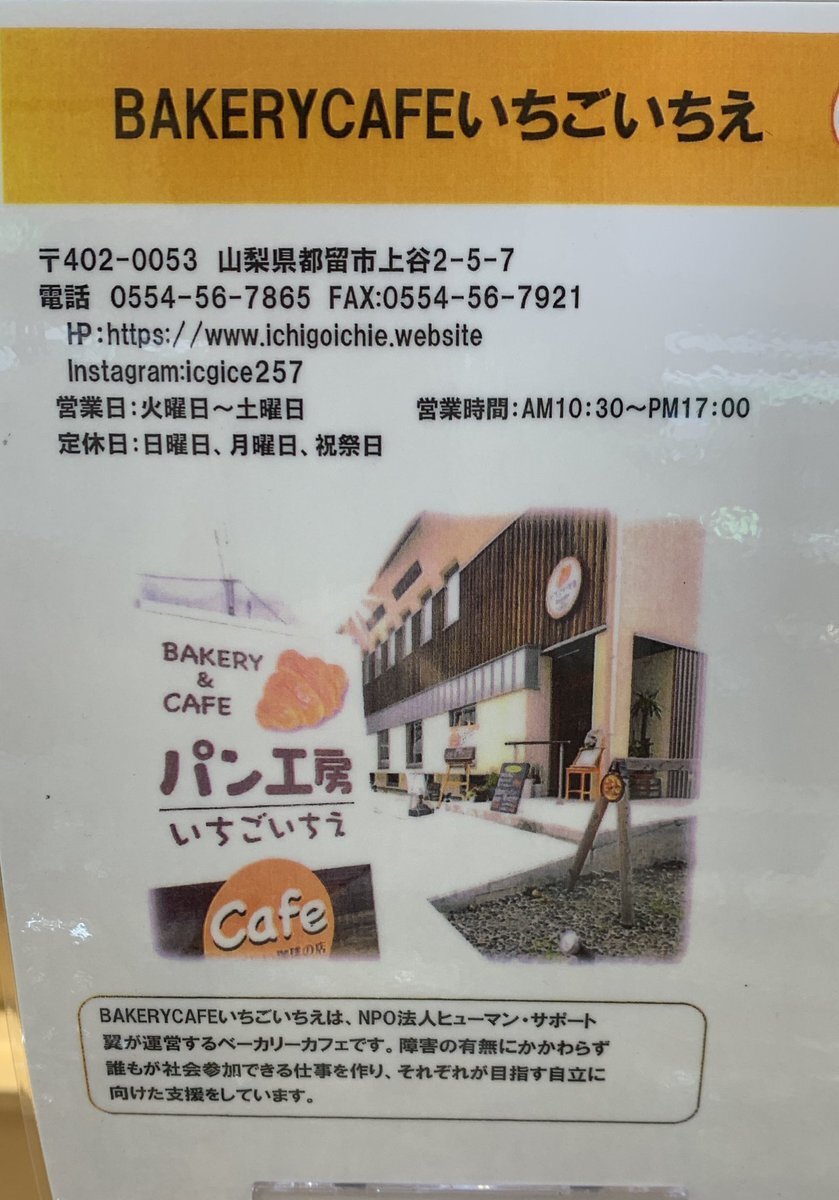 BAKERYCAFEいちごいちえ
〒402-0053 山梨県都留市上谷2-5-7
電話 0554-56-7865 FAX:0554-56-7921
HP:https://www.ichigoichie.website
Instagram:icgice257
営業日:火曜日～土曜日 営業時間:AM10:30～PM17:00
定休日:日曜日、月曜日、祝祭日
BAKERY
&
CAFE
パン工房
いちごいちえ
Cafe
珈琲の店
BAKERYCAFEいちごいちえは、NPO法人ヒューマン・サポート
翼が運営するベーカリーカフェです。障害の有無にかかわらず
誰もが社会参加できる仕事を作り、それぞれが目指す自立に
向けた支援をしています。